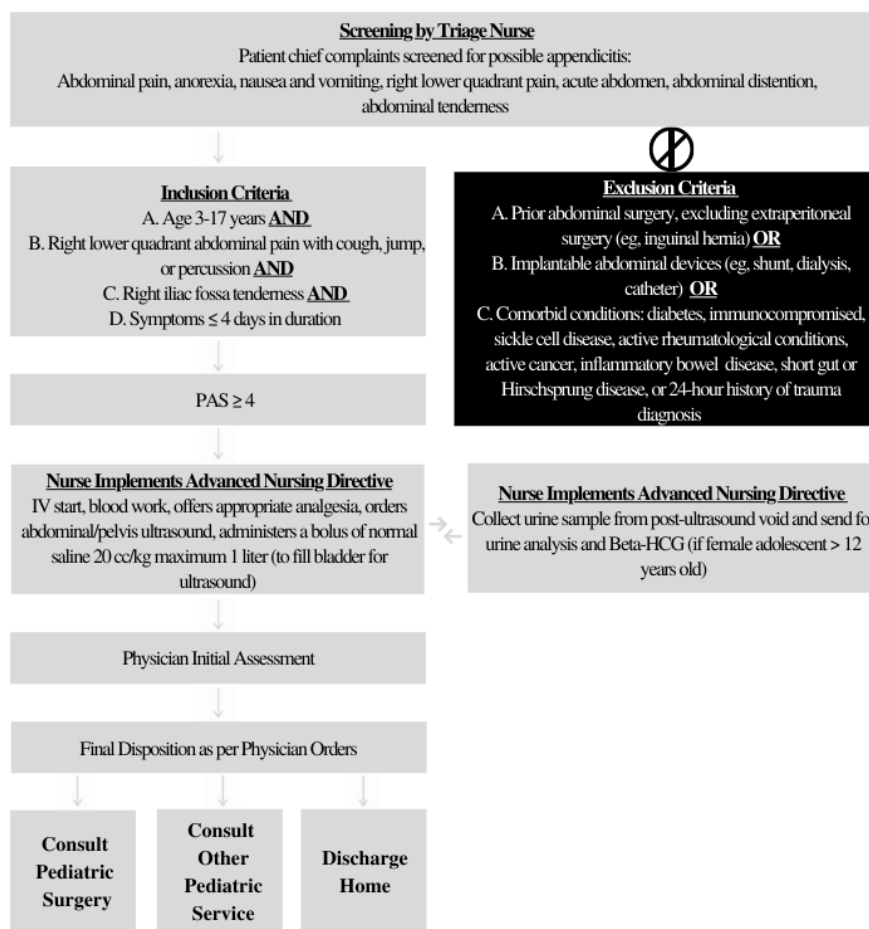 Screening by Triage Nurse
Patient chief complaints screened for possible appendicitis:
Abdominal pain, anorexia, nausea and vomiting, right lower quadrant pain, acute abdomen, abdominal distention,
abdominal tenderness
Inclusion Criteria
A. Age 3-17 years AND
B. Right lower quadrant abdominal pain with cough, jump,
or percussion AND
C. Right iliac fossa tenderness AND
D. Symptoms ≤ 4 days in duration
Exclusion Criteria
A. Prior abdominal surgery, excluding extraperitoneal
surgery (eg, inguinal hernia) OR
B. Implantable abdominal devices (eg, shunt, dialysis,
catheter) OR
C. Comorbid conditions: diabetes, immunocompromised,
sickle cell disease, active rheumatological conditions,
active cancer, inflammatory bowel disease, short gut or
Hirschsprung disease, or 24-hour history of trauma
diagnosis
PAS ≥ 4
Nurse Implements Advanced Nursing Directive
IV start, blood work, offers appropriate analgesia, orders
abdominal/pelvis ultrasound, administers a bolus of normal
saline 20 cc/kg maximum 1 liter (to fill bladder for
ultrasound)
Nurse Implements Advanced Nursing Directive
Collect urine sample from post-ultrasound void and send fo
urine analysis and Beta-HCG (if female adolescent > 12
years old)
Physician Initial Assessment
Final Disposition as per Physician Orders
Consult
Pediatric
Surgery
Consult
Other
Pediatric
Service
Discharge
Home